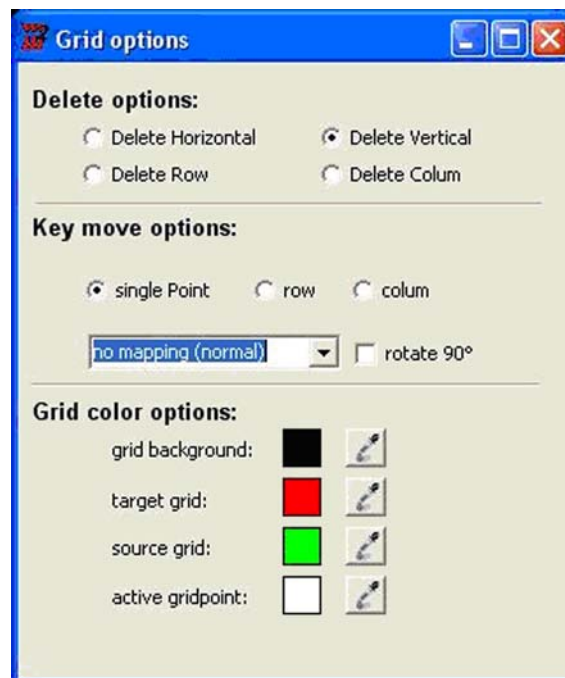 Grid options
Delete options:
Delete Horizontal Delete Vertical
Delete Row Delete Colum
Key move options:
single Point row colum
no mapping (normal) rotate 90°
Grid color options:
grid background:
target grid:
source grid:
active gridpoint: